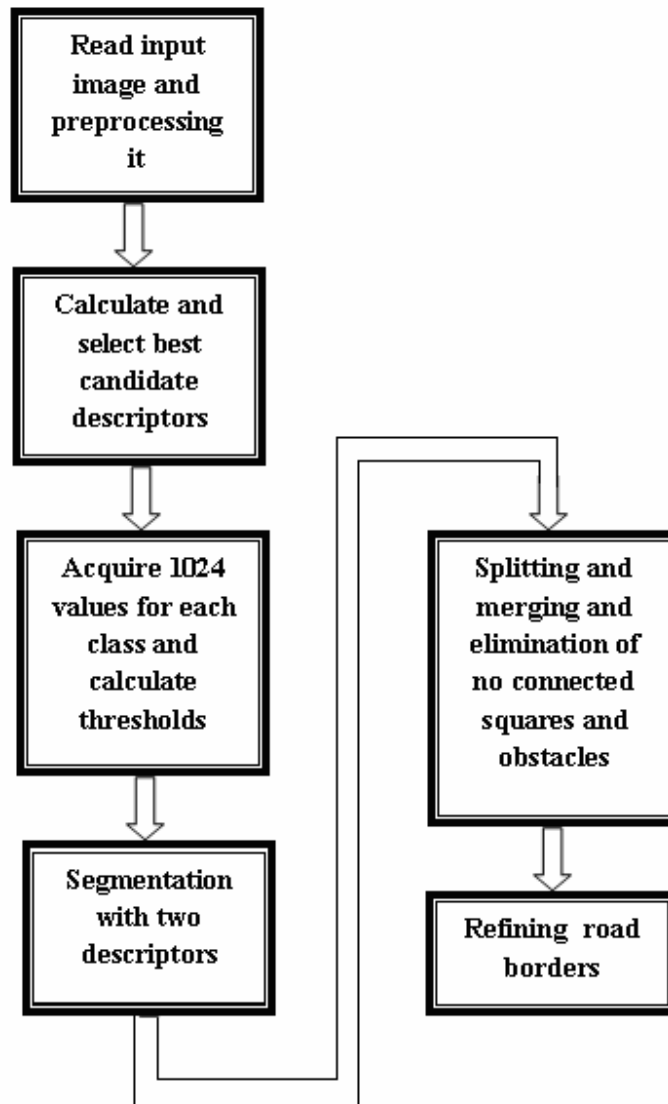 Read input
image and
preprocessing
it
Calculate and
select best
candidate
descriptors
Acquire 1024
values for each
class and
calculate
thresholds
Segmentation
with two
descriptors
Splitting and
merging and
elimination of
no connected
squares and
obstacles
Refining road
borders